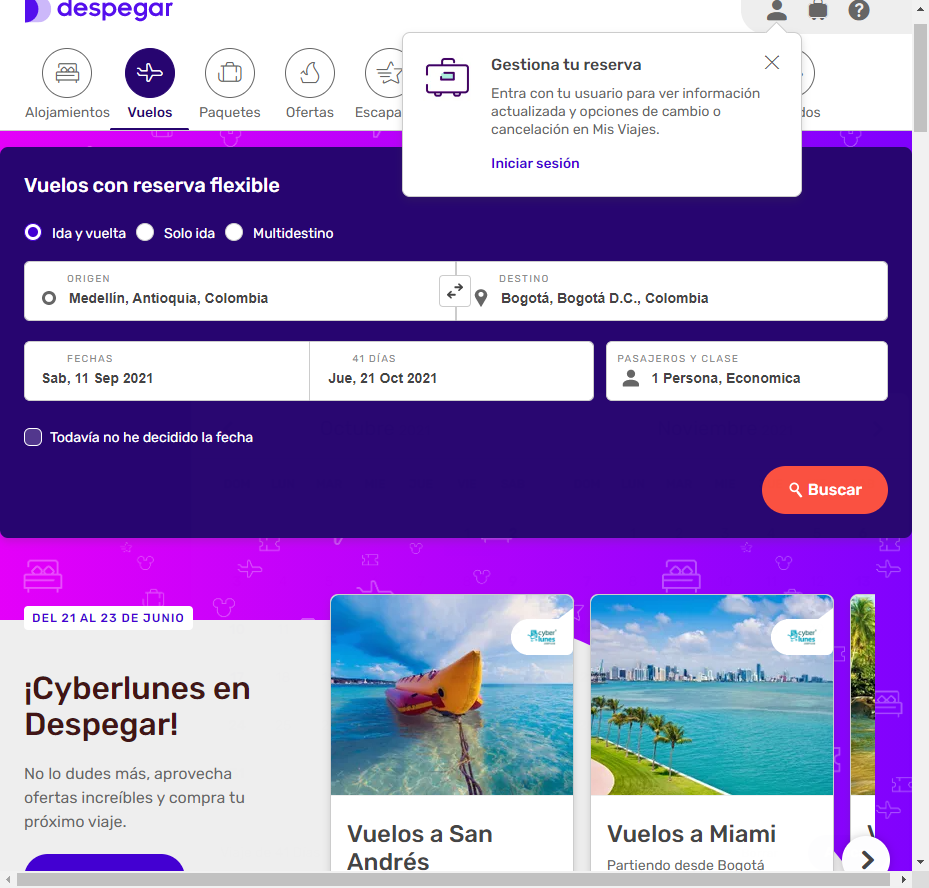 despegar
Alojamientos
Vuelos
Paquetes
Ofertas
Escapa
dos
Gestiona tu reserva
Entra con tu usuario para ver información
actualizada y opciones de cambio o
cancelación en Mis Viajes.
Iniciar sesión
Vuelos con reserva flexible
Ida y vuelta
Solo ida
Multidestino
ORIGEN
Medellín, Antioquia, Colombia
DESTINO
Bogotá, Bogotá D.C., Colombia
FECHAS
Sab, 11 Sep 2021
41 DÍAS
Jue, 21 Oct 2021
PASAJEROS Y CLASE
1 Persona, Economica
Todavía no he decidido la fecha
Buscar
DEL 21 AL 23 DE JUNIO
¡Cyberlunes en
Despegar!
No lo dudes más, aprovecha
ofertas increíbles y compra tu
próximo viaje.
cyber
lunes
Vuelos a San
Andrés
cyber
lunes
Vuelos a Miami
Partiendo desde Bogotá